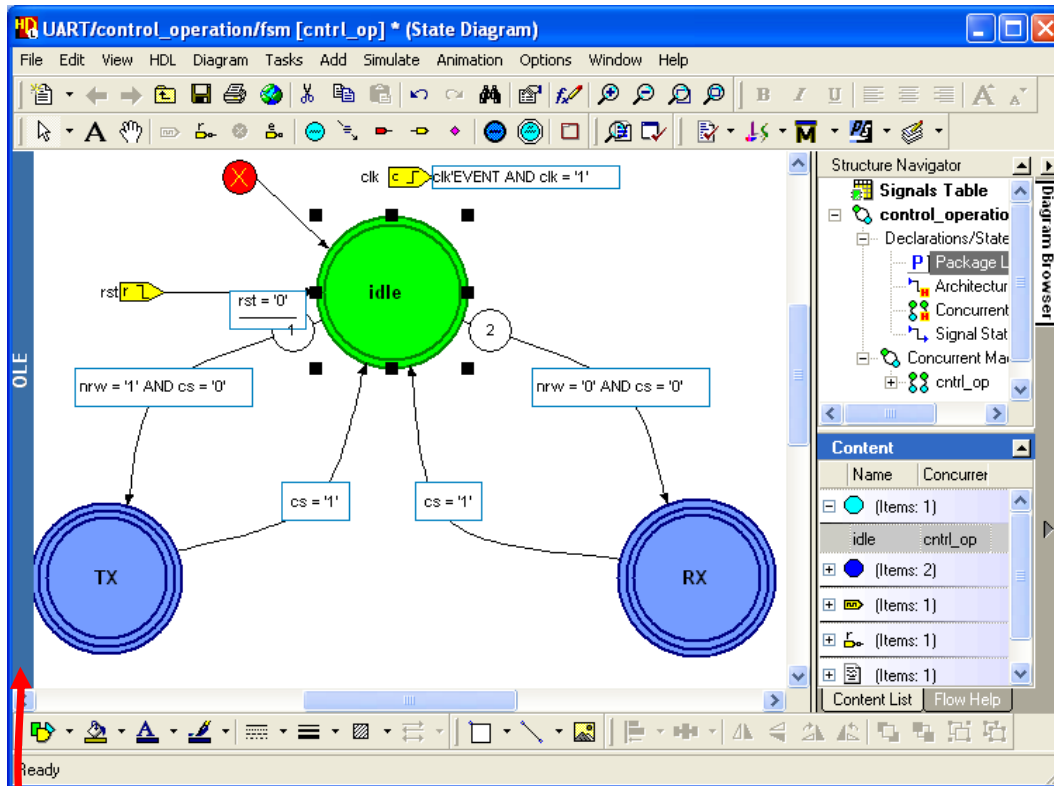 UART/control_operation/fsm [cntrl_op] * (State Diagram)
File Edit View HDL Diagram Tasks Add Simulate Animation Options Window Help
B I U A A
A M PG
clk c clk'EVENT AND clk = '1'
rst r
rst = '0'
idle
1
2
nrw = '1' AND cs = '0'
nrw = '0' AND cs = '0'
cs = '1'
cs = '1'
TX
RX
OLE
Structure Navigator
Signals Table
control_operatio
Declarations/State
P Package L
Architectur
Concurrent
Signal Stat
Concurrent Ma
cntrl_op
Diagram Browser
Content
Name Concurrer
(Items: 1)
idle cntrl_op
(Items: 2)
(Items: 1)
(Items: 1)
(Items: 1)
Content List Flow Help
A
Ready